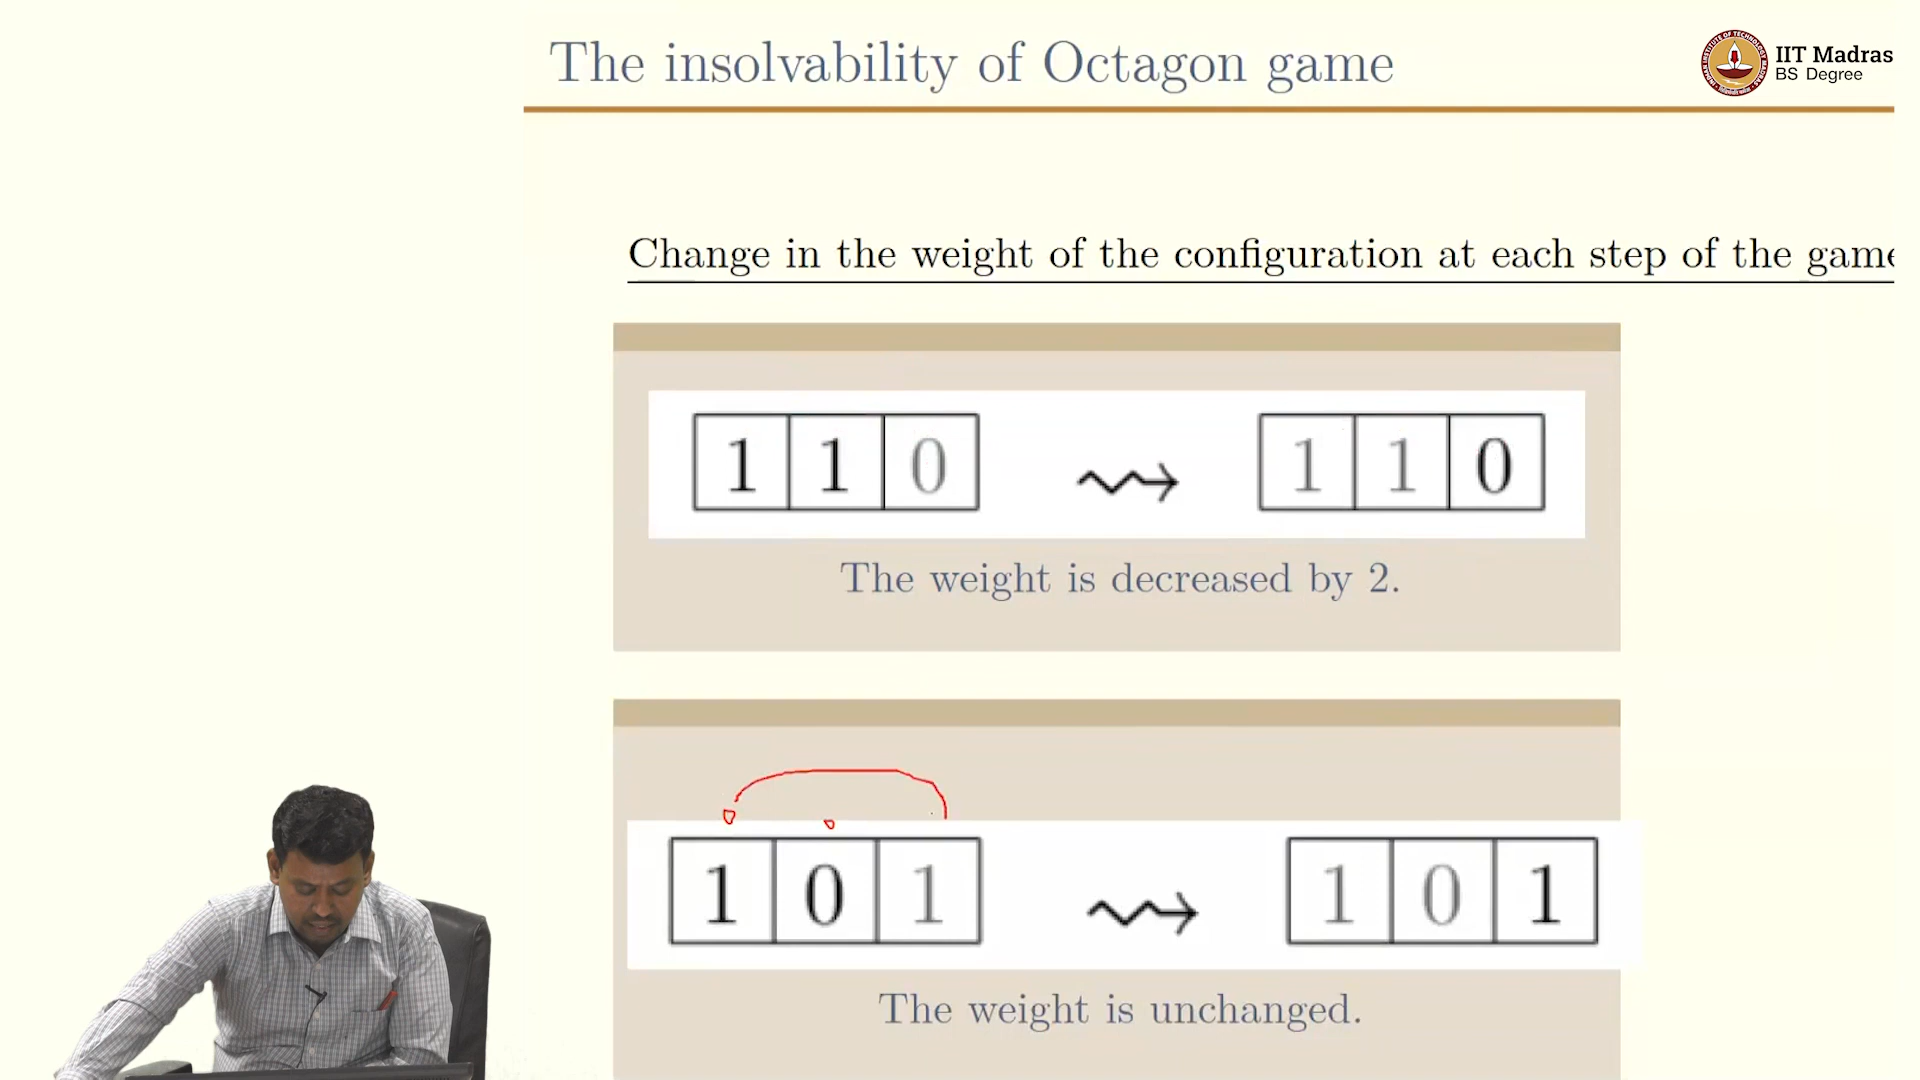 The insolvability of Octagon game
IIT Madras
BS Degree
Change in the weight of the configuration at each step of the game
1 1 0 ⇝ 1 1 0
The weight is decreased by 2.
1 0 1 ⇝ 1 0 1
The weight is unchanged.